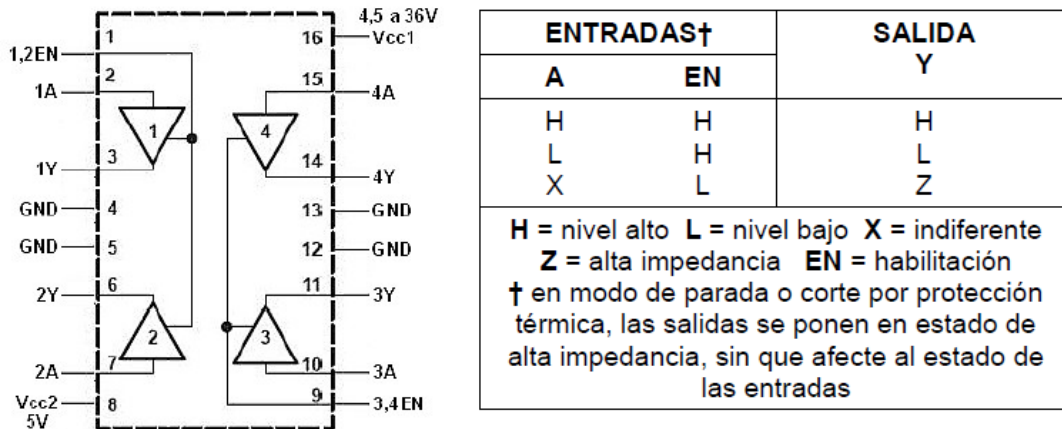 4,5 a 36V
1 16 Vcc1
1,2EN
2 15
1A 4A
1 4
3 14
1Y 4Y
GND 4 13 GND
GND 5 12 GND
2Y 6 11 3Y
2 3
2A 7 10 3A
Vcc2 8 9 3,4EN
5V
ENTRADAS† SALIDA
A EN Y
H H H
L H L
X L Z
H = nivel alto L = nivel bajo X = indiferente
Z = alta impedancia EN = habilitación
† en modo de parada o corte por protección
térmica, las salidas se ponen en estado de
alta impedancia, sin que afecte al estado de
las entradas